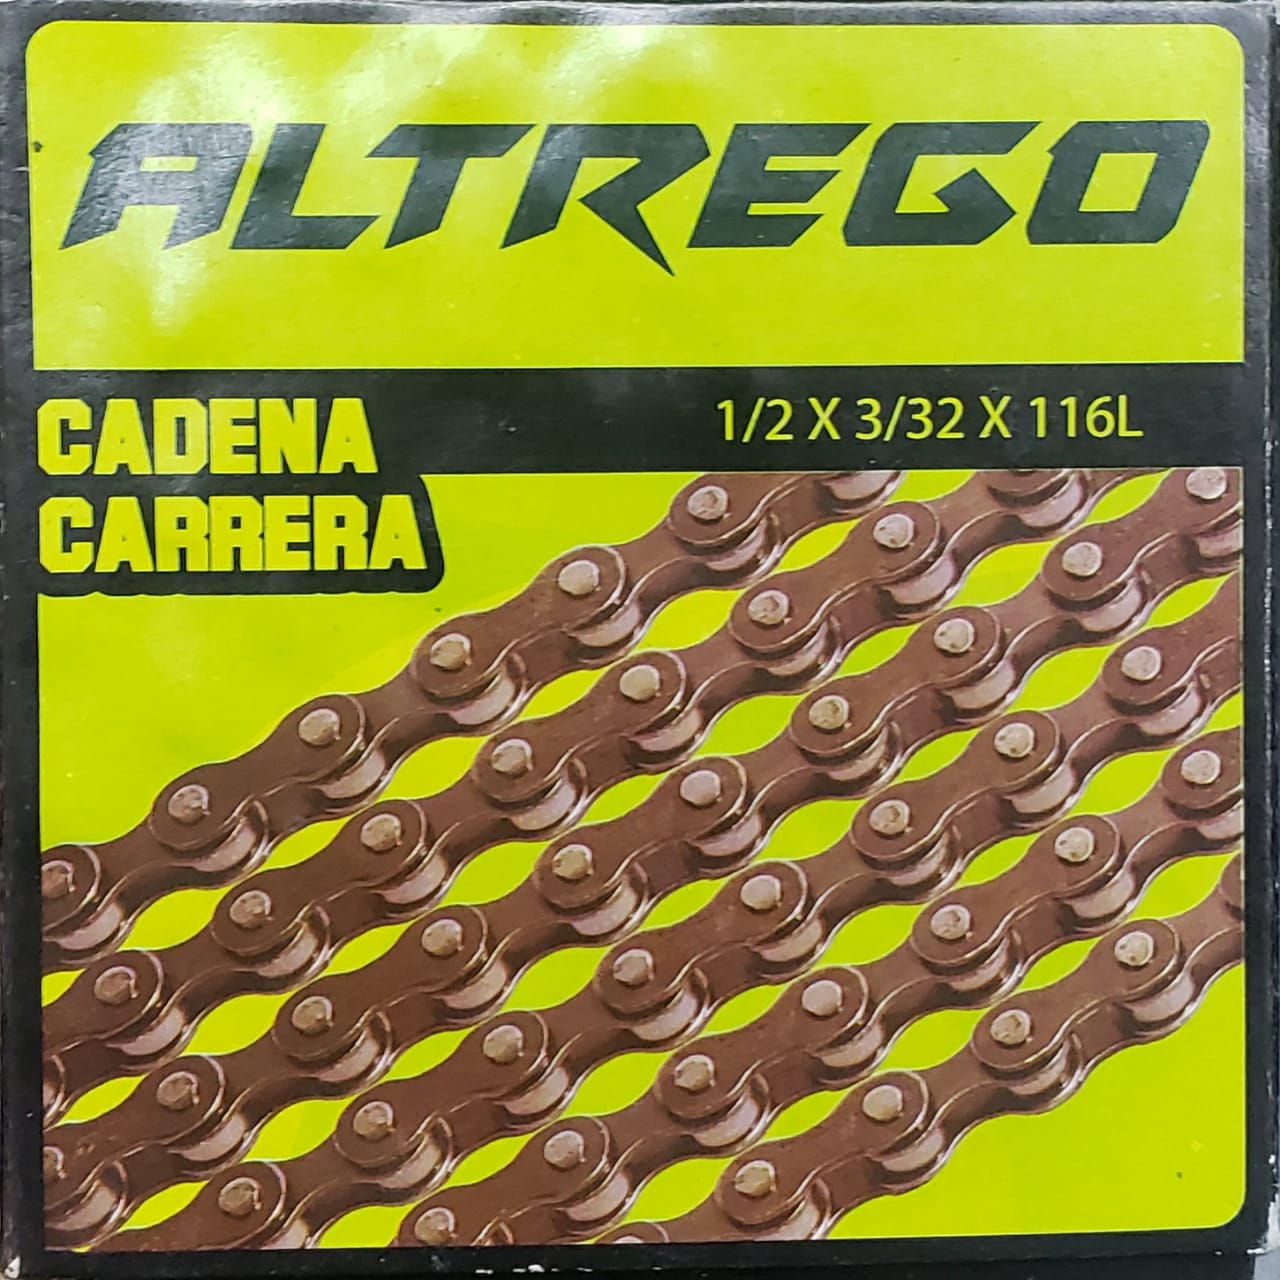 ALTREGO
CADENA
CARRERA
1/2 X 3/32 X 116L